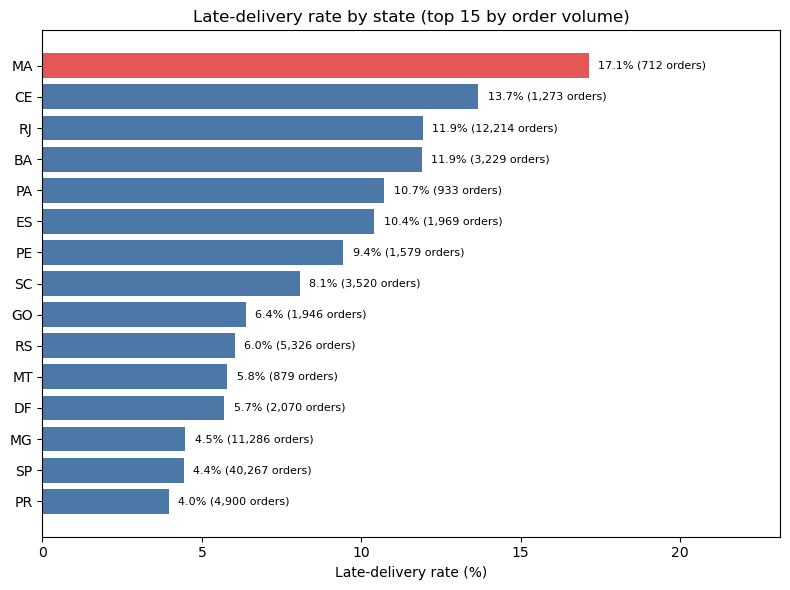 Late-delivery rate by state (top 15 by order volume)
MA 17.1% (712 orders)
CE 13.7% (1,273 orders)
RJ 11.9% (12,214 orders)
BA 11.9% (3,229 orders)
PA 10.7% (933 orders)
ES 10.4% (1,969 orders)
PE 9.4% (1,579 orders)
SC 8.1% (3,520 orders)
GO 6.4% (1,946 orders)
RS 6.0% (5,326 orders)
MT 5.8% (879 orders)
DF 5.7% (2,070 orders)
MG 4.5% (11,286 orders)
SP 4.4% (40,267 orders)
PR 4.0% (4,900 orders)
0 5 10 15 20
Late-delivery rate (%)